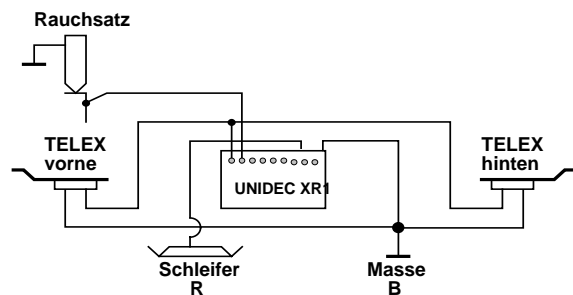 Rauchsatz
TELEX
vorne
TELEX
hinten
UNIDEC XR1
Schleifer
R
Masse
B